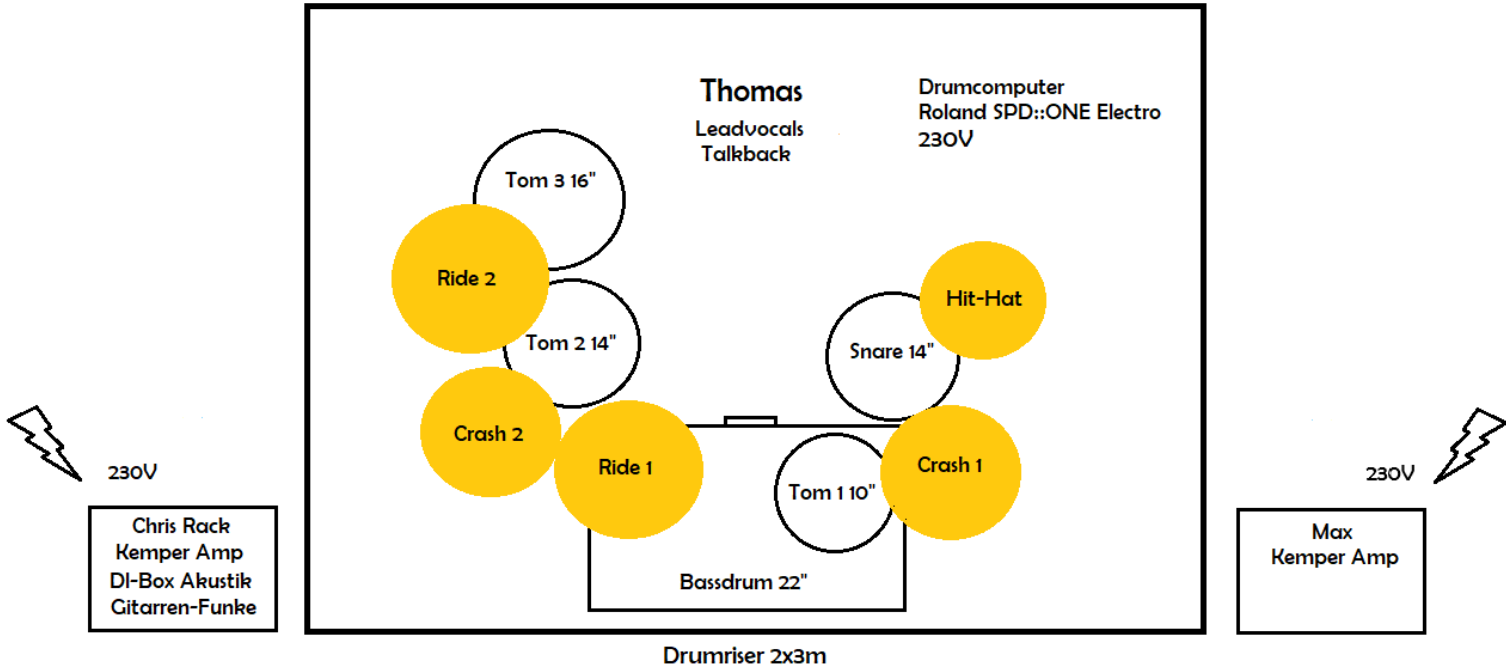 Thomas
Leadvocals
Talkback
Drumcomputer
Roland SPD::ONE Electro
230V
Tom 3 16"
Ride 2
Hit-Hat
Tom 2 14"
Snare 14"
Crash 2
Ride 1
Tom 1 10"
Crash 1
Bassdrum 22"
230V
Chris Rack
Kemper Amp
DI-Box Akustik
Gitarren-Funke
230V
Max
Kemper Amp
Drumriser 2x3m